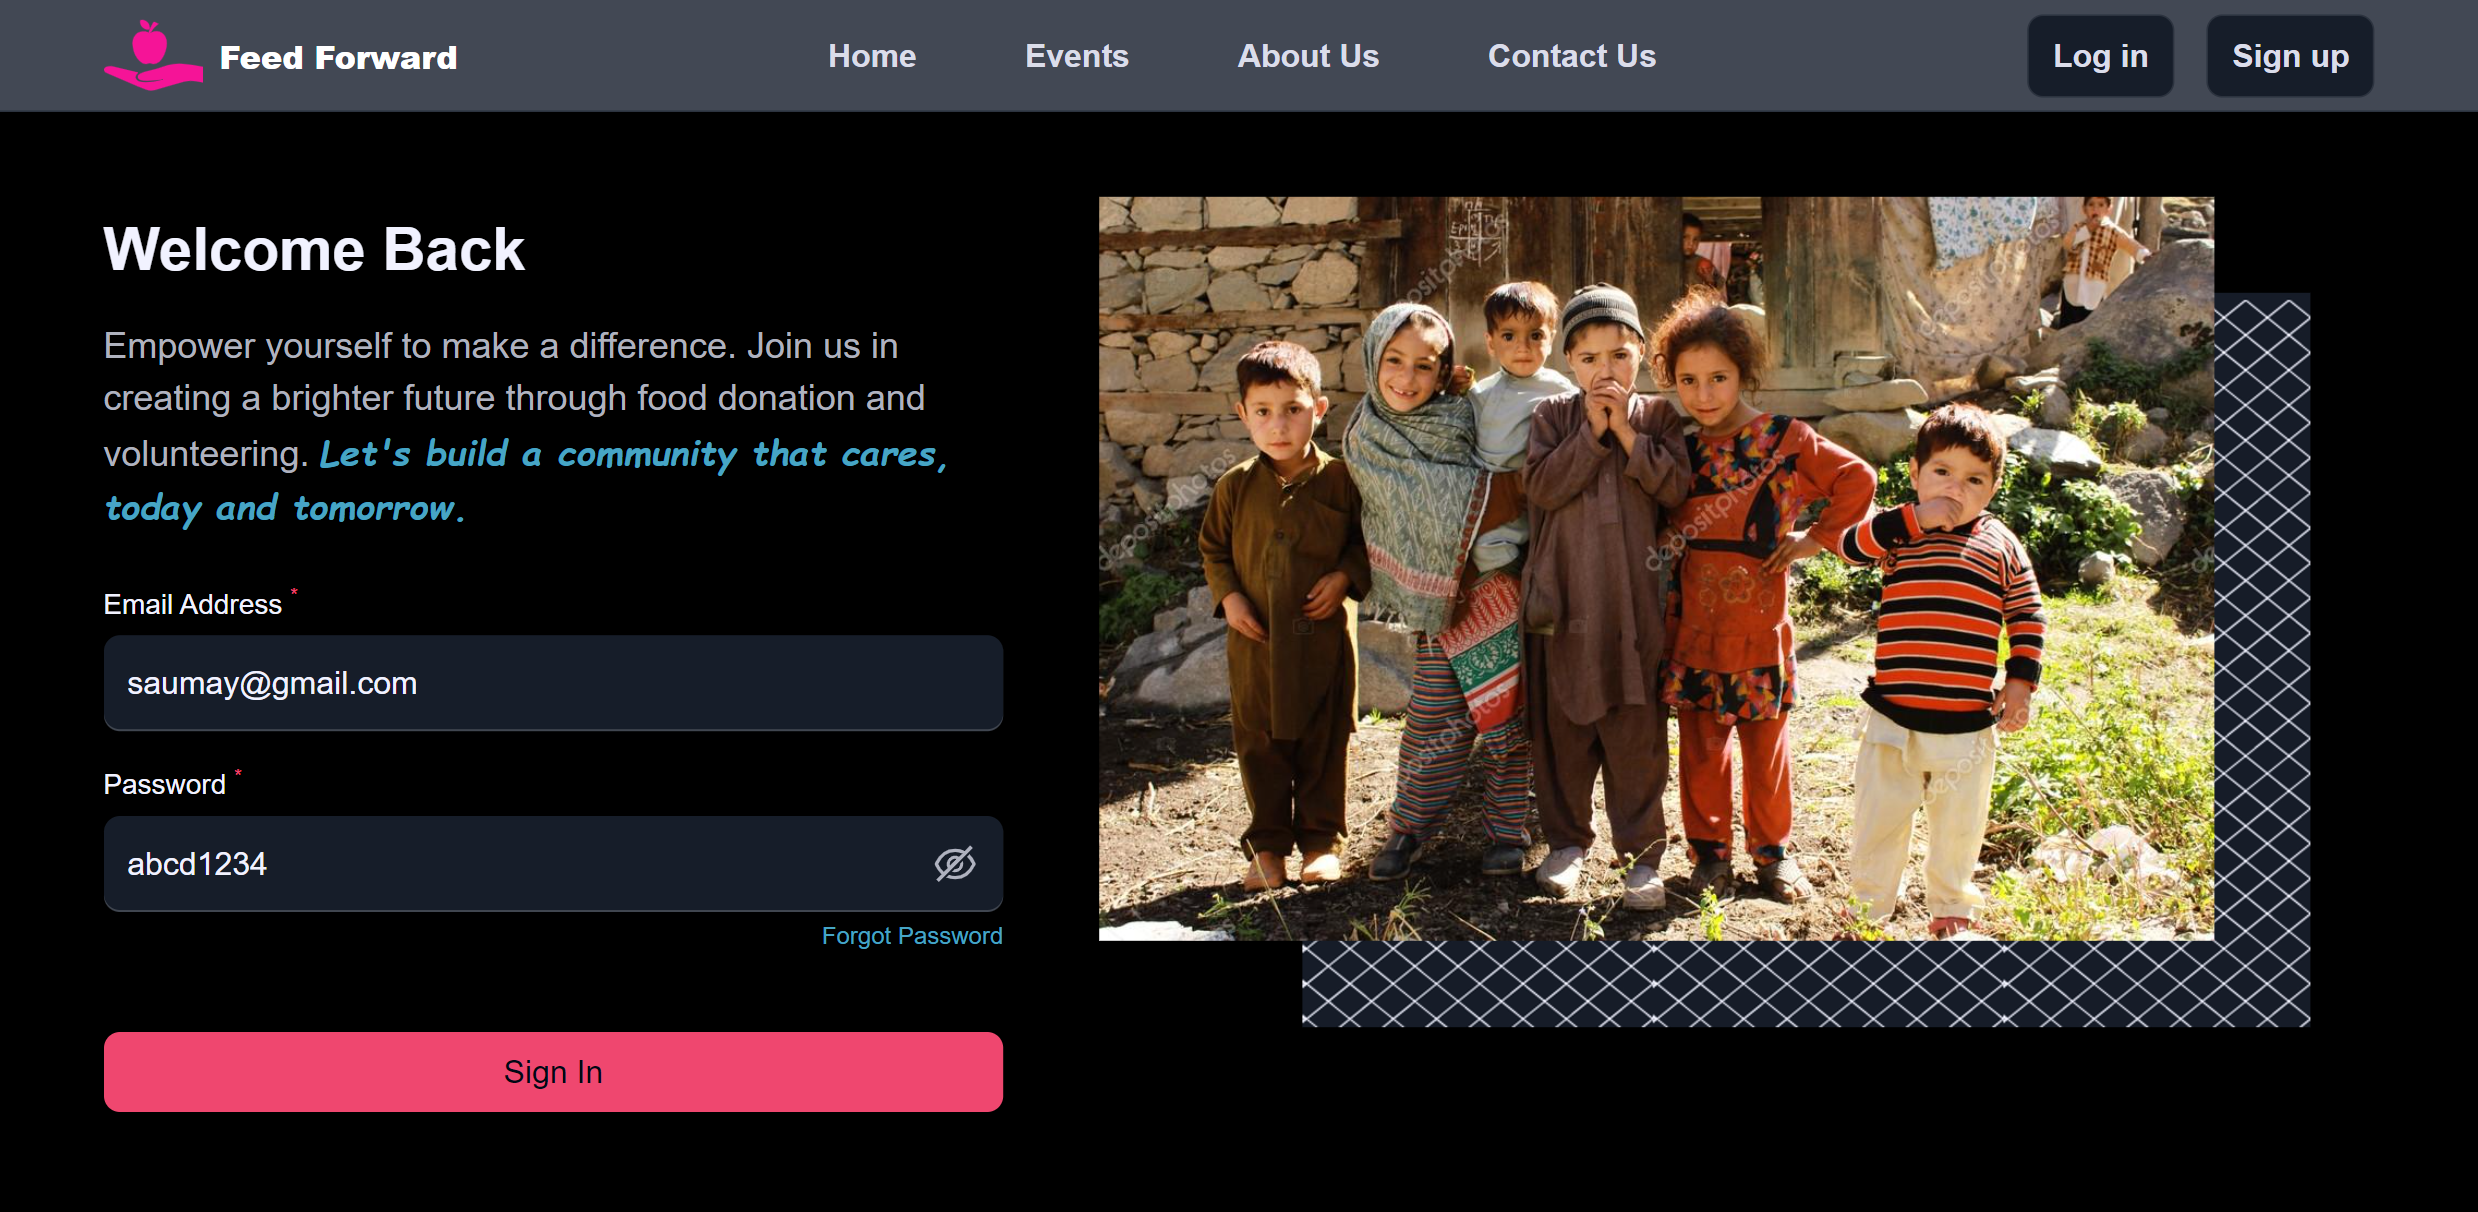 Feed Forward
Home
Events
About Us
Contact Us
Log in
Sign up
Welcome Back
Empower yourself to make a difference. Join us in
creating a brighter future through food donation and
volunteering. Let's build a community that cares,
today and tomorrow.
Email Address *
saumay@gmail.com
Password *
abcd1234
Forgot Password
Sign In
depositphotos
depositphotos
depositphotos
depositphotos
depositphotos